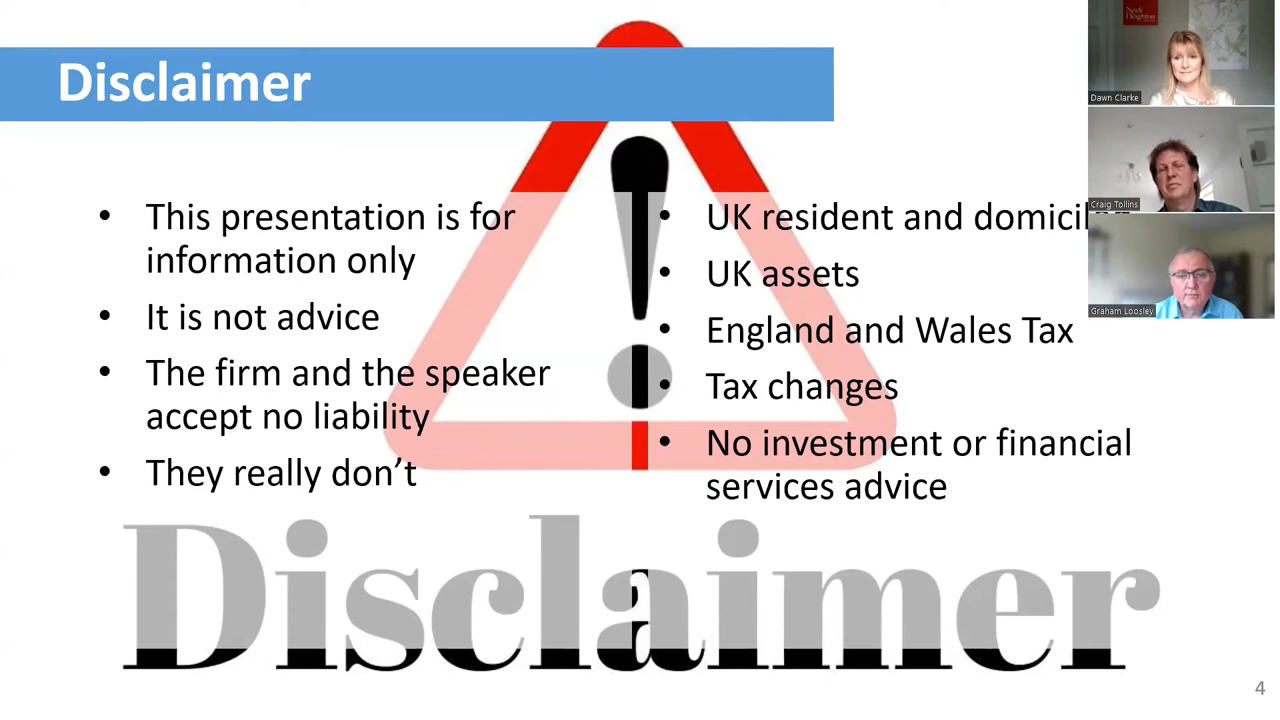 Disclaimer
• This presentation is for
information only
• It is not advice
• The firm and the speaker
accept no liability
• They really don’t
• UK resident and
• UK assets
• England and Wales Tax
• Tax changes
• No investment or financial
services advice
Disclaimer
Neck
Deighton
Dawn Clarke
Craig Tollins
Graham Loosley
4